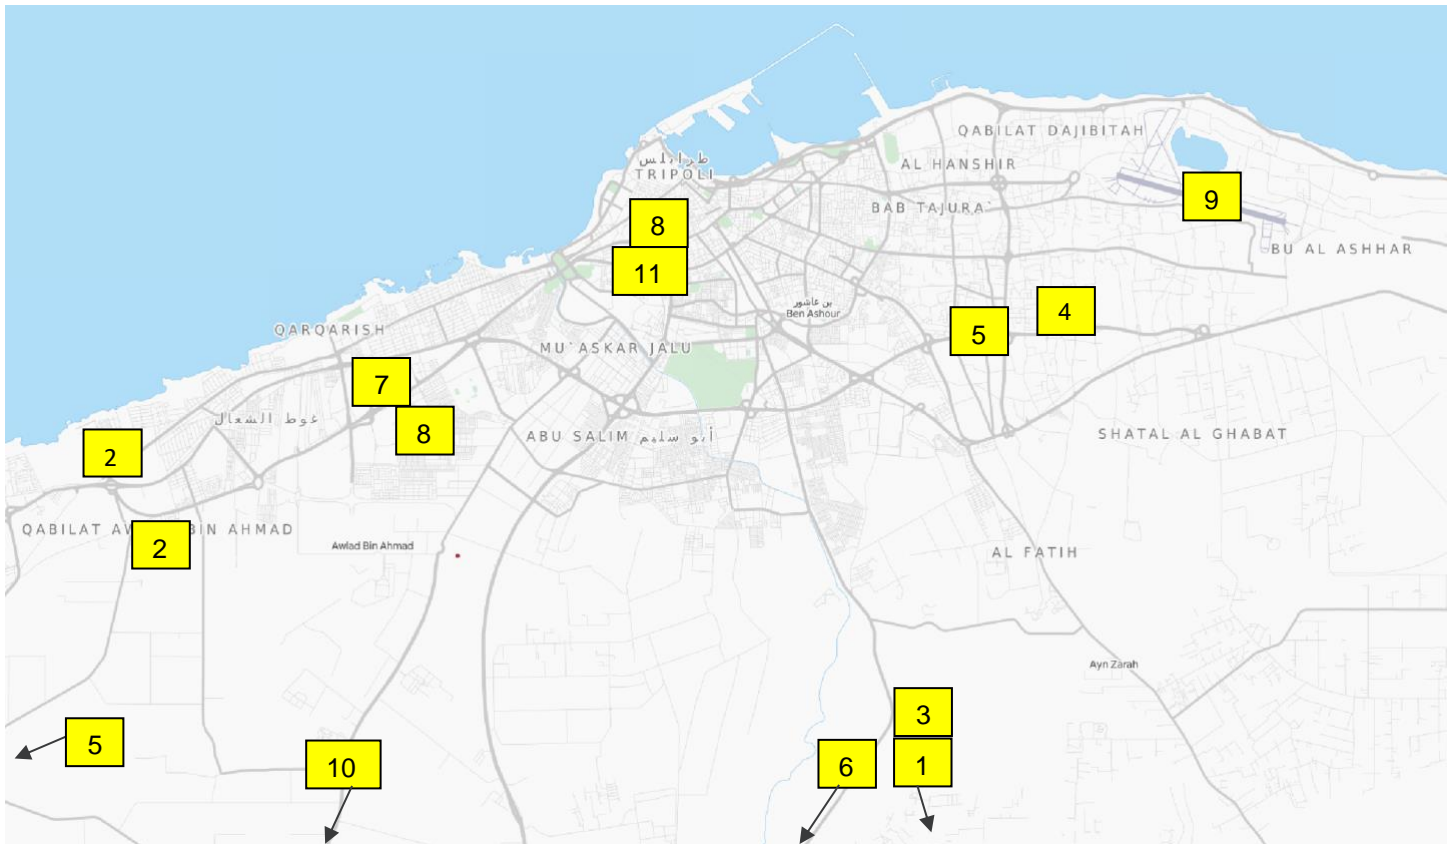 QABILAT DAJIBITAH
طرابلس
TRIPOLI
AL HANSHIR
9
BAB TAJURA
8
BU AL ASHHAR
11
بن عاشور
Ben Ashour
4
5
QARQARISH
MU`ASKAR JALU
7
غوط الشعال
8
ABU SALIM أبو سليم
SHATAL AL GHABAT
2
QABILAT AW BIN AHMAD
2
Awlad Bin Ahmad
AL FATIH
Ayn Zarah
3
5
10
6
1